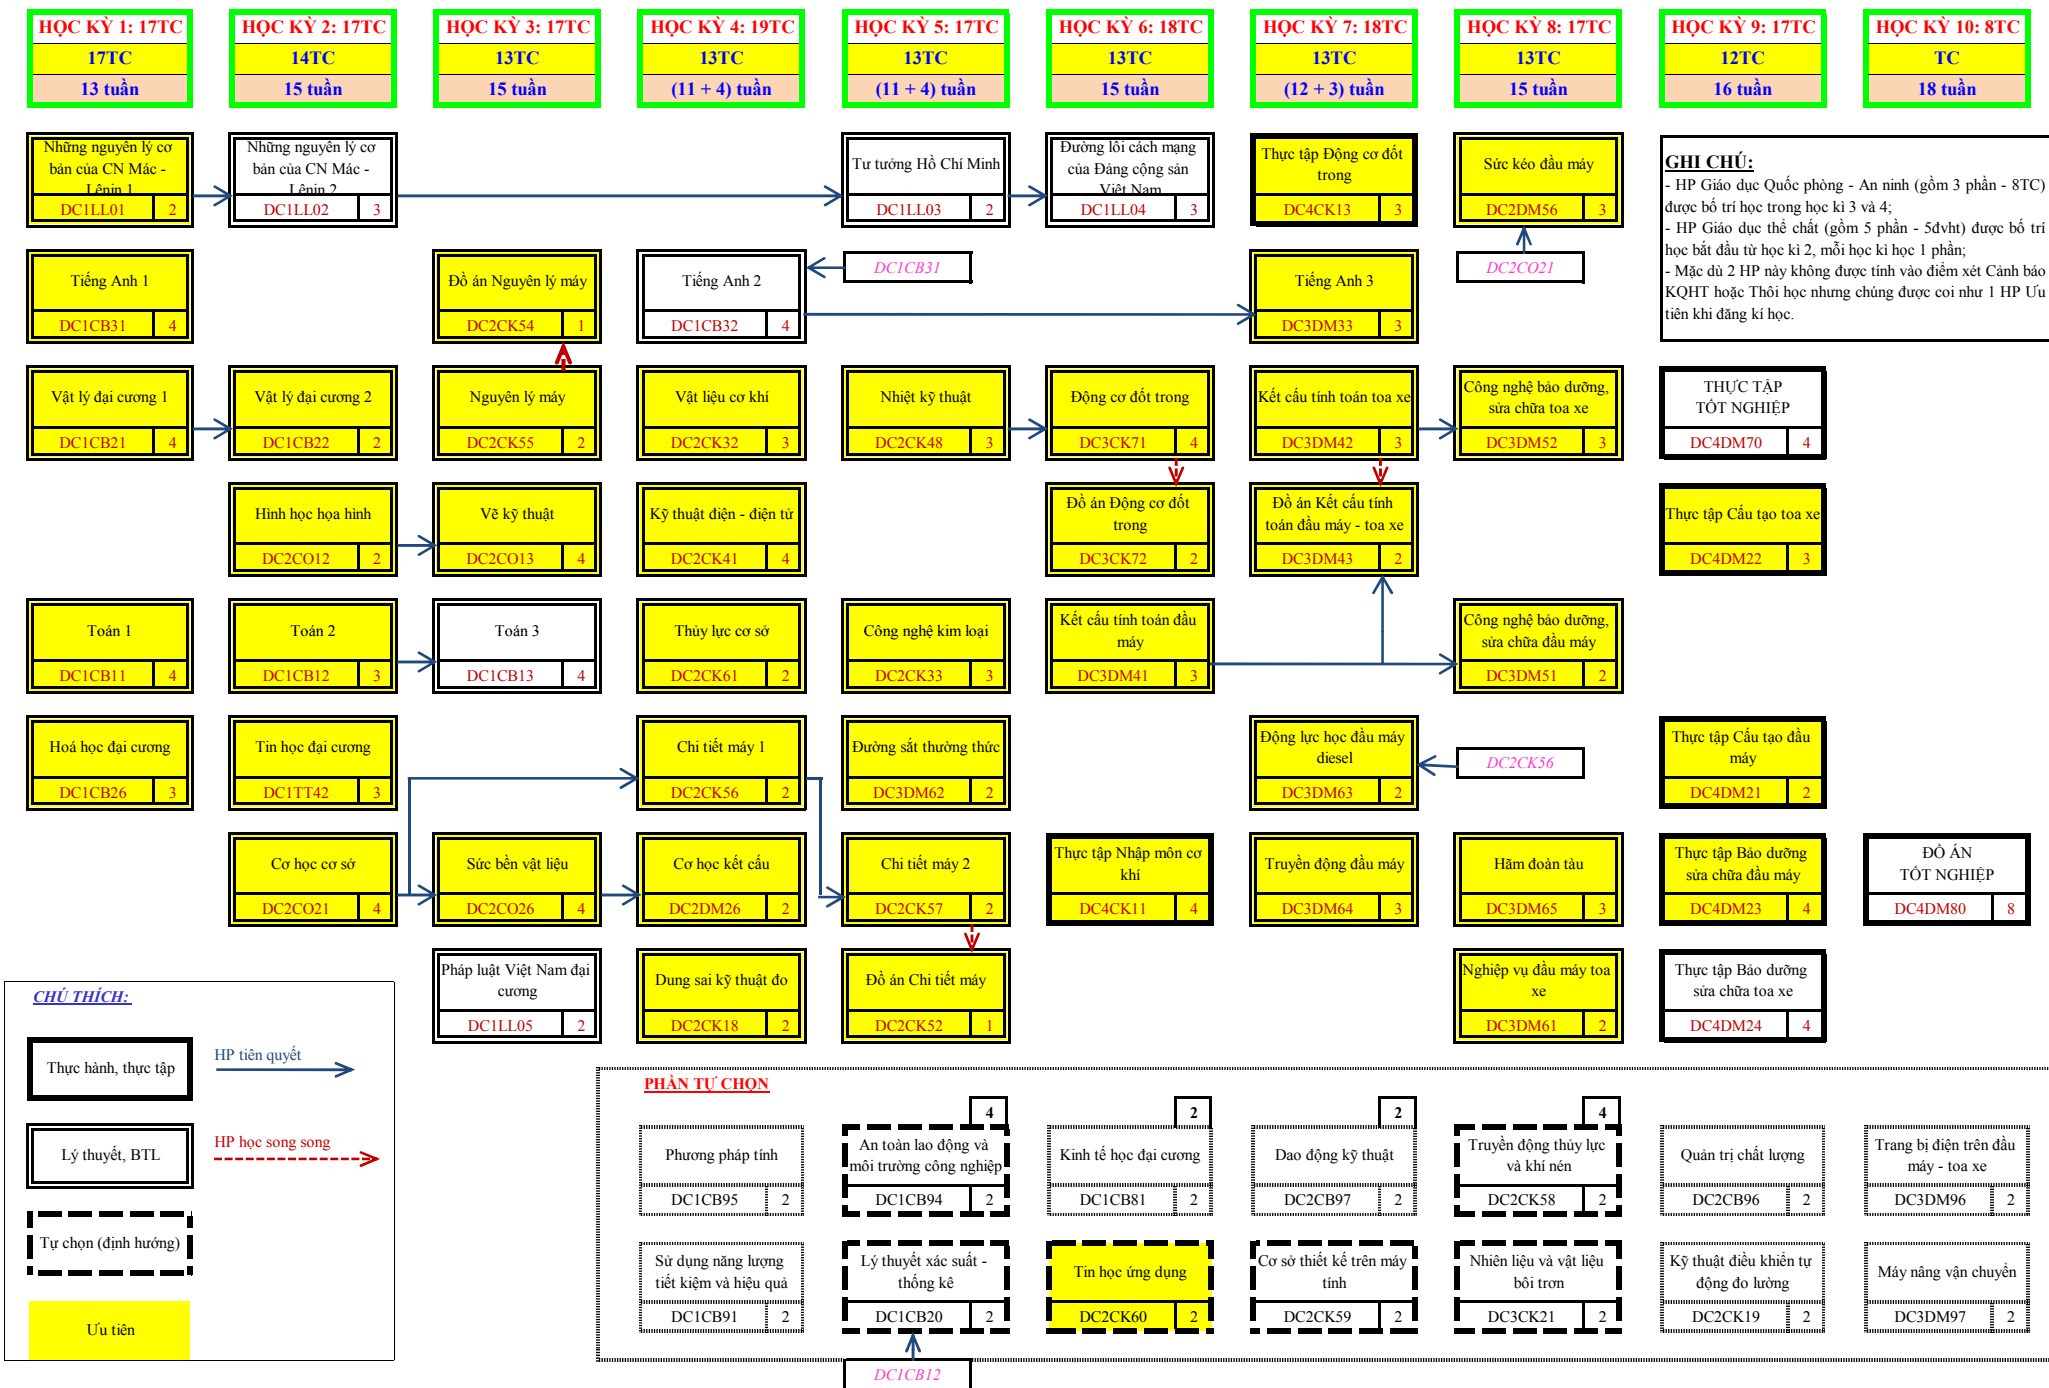 HỌC KỲ 1: 17TC
17TC
13 tuần
HỌC KỲ 2: 17TC
14TC
15 tuần
HỌC KỲ 3: 17TC
13TC
15 tuần
HỌC KỲ 4: 19TC
13TC
(11 + 4) tuần
HỌC KỲ 5: 17TC
13TC
(11 + 4) tuần
HỌC KỲ 6: 18TC
13TC
15 tuần
HỌC KỲ 7: 18TC
13TC
(12 + 3) tuần
HỌC KỲ 8: 17TC
13TC
15 tuần
HỌC KỲ 9: 17TC
12TC
16 tuần
HỌC KỲ 10: 8TC
TC
18 tuần
Những nguyên lý cơ
bản của CN Mác -
Lênin 1
DC1LL01 2
Những nguyên lý cơ
bản của CN Mác -
Lênin 2
DC1LL02 3
Tư tưởng Hồ Chí Minh
DC1LL03 2
Đường lối cách mạng
của Đảng cộng sản
Việt Nam
DC1LL04 3
Thực tập Động cơ đốt
trong
DC4CK13 3
Sức kéo đầu máy
DC2DM56 3
GHI CHÚ:
- HP Giáo dục Quốc phòng - An ninh (gồm 3 phần - 8TC)
được bố trí học trong học kì 3 và 4;
- HP Giáo dục thể chất (gồm 5 phần - 5đvht) được bố trí
học bắt đầu từ học kì 2, mỗi học kì học 1 phần;
- Mặc dù 2 HP này không được tính vào điểm xét Cảnh báo
KQHT hoặc Thôi học nhưng chúng được coi như 1 HP Ưu
tiên khi đăng kí học.
Tiếng Anh 1
DC1CB31 4
Đồ án Nguyên lý máy
DC2CK54 1
Tiếng Anh 2
DC1CB32 4
DC1CB31
Tiếng Anh 3
DC3DM33 3
DC2CO21
Vật lý đại cương 1
DC1CB21 4
Vật lý đại cương 2
DC1CB22 2
Nguyên lý máy
DC2CK55 2
Vật liệu cơ khí
DC2CK32 3
Nhiệt kỹ thuật
DC2CK48 3
Động cơ đốt trong
DC3CK71 4
Kết cấu tính toán toa xe
DC3DM42 3
Công nghệ bảo dưỡng,
sửa chữa toa xe
DC3DM52 3
THỰC TẬP
TỐT NGHIỆP
DC4DM70 4
Hình học họa hình
DC2CO12 2
Vẽ kỹ thuật
DC2CO13 4
Kỹ thuật điện - điện tử
DC2CK41 4
Đồ án Động cơ đốt
trong
DC3CK72 2
Đồ án Kết cấu tính
toán đầu máy - toa xe
DC3DM43 2
Thực tập Cấu tạo toa xe
DC4DM22 3
Toán 1
DC1CB11 4
Toán 2
DC1CB12 3
Toán 3
DC1CB13 4
Thủy lực cơ sở
DC2CK61 2
Công nghệ kim loại
DC2CK33 3
Kết cấu tính toán đầu
máy
DC3DM41 3
Công nghệ bảo dưỡng,
sửa chữa đầu máy
DC3DM51 2
Hoá học đại cương
DC1CB26 3
Tin học đại cương
DC1TT42 3
Chi tiết máy 1
DC2CK56 2
Đường sắt thường thức
DC3DM62 2
Động lực học đầu máy
diesel
DC3DM63 2
DC2CK56
Thực tập Cấu tạo đầu
máy
DC4DM21 2
Cơ học cơ sở
DC2CO21 4
Sức bền vật liệu
DC2CO26 4
Cơ học kết cấu
DC2DM26 2
Chi tiết máy 2
DC2CK57 2
Thực tập Nhập môn cơ
khí
DC4CK11 4
Truyền động đầu máy
DC3DM64 3
Hãm đoàn tàu
DC3DM65 3
Thực tập Bảo dưỡng
sửa chữa đầu máy
DC4DM23 4
ĐỒ ÁN
TỐT NGHIỆP
DC4DM80 8
Pháp luật Việt Nam đại
cương
DC1LL05 2
Dung sai kỹ thuật đo
DC2CK18 2
Đồ án Chi tiết máy
DC2CK52 1
Nghiệp vụ đầu máy toa
xe
DC3DM61 2
Thực tập Bảo dưỡng
sửa chữa toa xe
DC4DM24 4
CHÚ THÍCH:
Thực hành, thực tập
HP tiên quyết
Lý thuyết, BTL
HP học song song
Tự chọn (định hướng)
Ưu tiên
PHẦN TỰ CHỌN
4
2
2
4
Phương pháp tính
DC1CB95 2
An toàn lao động và
môi trường công nghiệp
DC1CB94 2
Kinh tế học đại cương
DC1CB81 2
Dao động kỹ thuật
DC2CB97 2
Truyền động thủy lực
và khí nén
DC2CK58 2
Quản trị chất lượng
DC2CB96 2
Trang bị điện trên đầu
máy - toa xe
DC3DM96 2
Sử dụng năng lượng
tiết kiệm và hiệu quả
DC1CB91 2
Lý thuyết xác suất -
thống kê
DC1CB20 2
Tin học ứng dụng
DC2CK60 2
Cơ sở thiết kế trên máy
tính
DC2CK59 2
Nhiên liệu và vật liệu
bôi trơn
DC3CK21 2
Kỹ thuật điều khiển tự
động đo lường
DC2CK19 2
Máy nâng vận chuyển
DC3DM97 2
DC1CB12